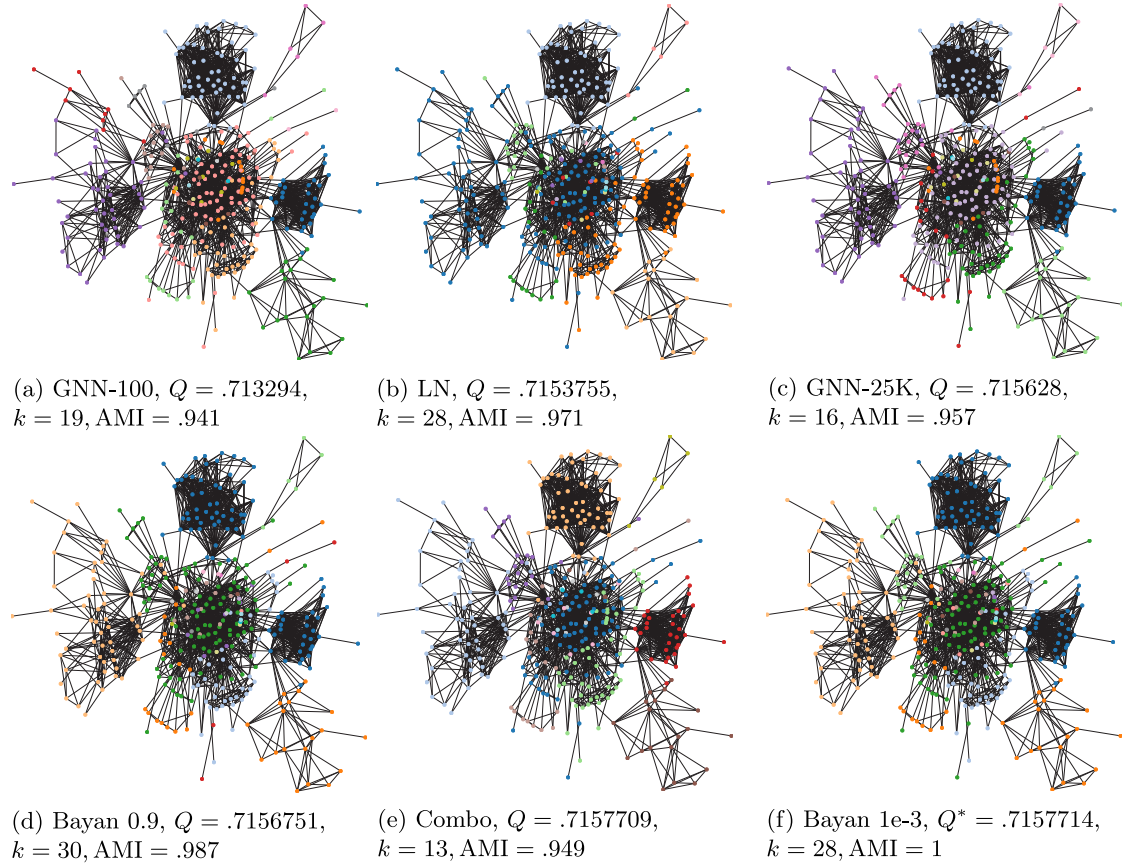 (a) GNN-100, Q = .713294,
k = 19, AMI = .941
(b) LN, Q = .7153755,
k = 28, AMI = .971
(c) GNN-25K, Q = .715628,
k = 16, AMI = .957
(d) Bayan 0.9, Q = .7156751,
k = 30, AMI = .987
(e) Combo, Q = .7157709,
k = 13, AMI = .949
(f) Bayan 1e-3, Q* = .7157714,
k = 28, AMI = 1